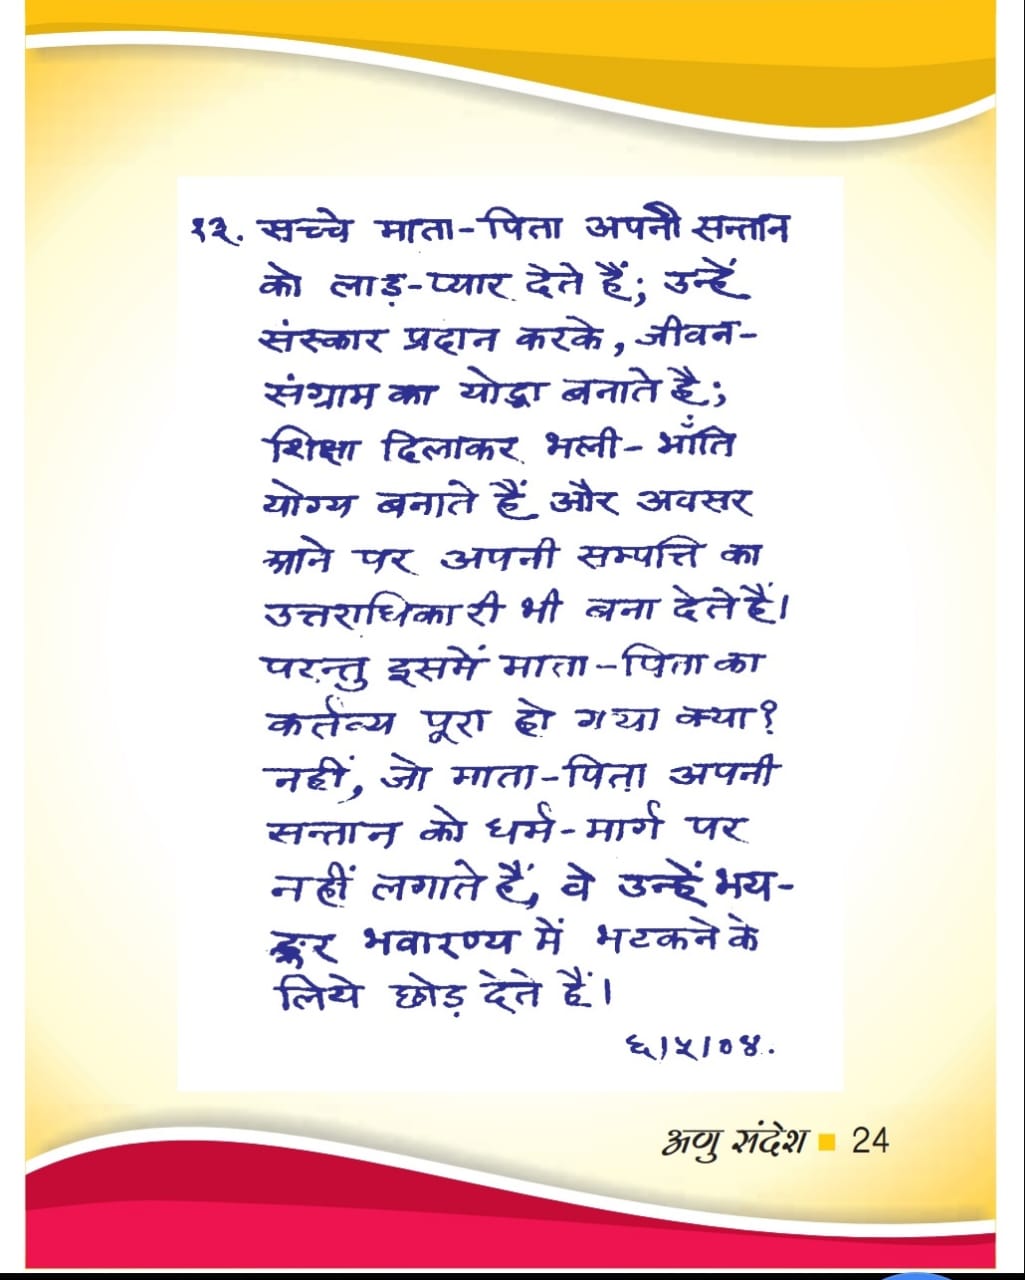 १३. सच्चे माता-पिता अपनी सन्तान
को लाड़-प्यार देते हैं; उन्हें
संस्कार प्रदान करके, जीवन-
संग्राम का योद्धा बनाते है;
शिक्षा दिलाकर भली-भाँति
योग्य बनाते हैं और अवसर
आने पर अपनी सम्पत्ति का
उत्तराधिकारी भी बना देते हैं।
परन्तु इसमें माता-पिता का
कर्तव्य पूरा हो गया क्या?
नहीं, जो माता-पिता अपनी
सन्तान को धर्म-मार्ग पर
नहीं लगाते हैं, वे उन्हें भय-
ङ्कर भवारण्य में भटकने के
लिये छोड़ देते हैं।
६।५।०४.
अणु संदेश ■ 24